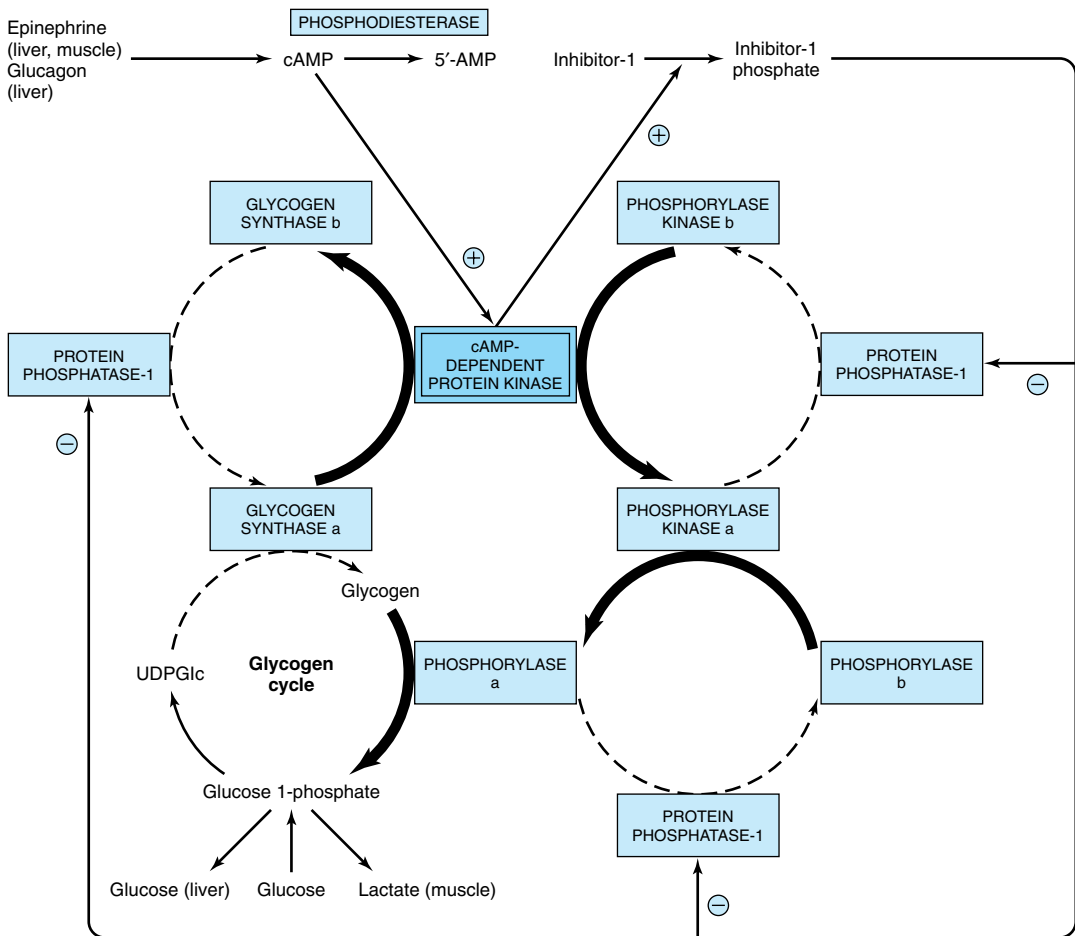 PHOSPHODIESTERASE
Epinephrine
(liver, muscle)
Glucagon
(liver)
cAMP
5′-AMP
Inhibitor-1
Inhibitor-1
phosphate
+
+
GLYCOGEN
SYNTHASE b
PHOSPHORYLASE
KINASE b
PROTEIN
PHOSPHATASE-1
cAMP-
DEPENDENT
PROTEIN KINASE
PROTEIN
PHOSPHATASE-1
−
−
GLYCOGEN
SYNTHASE a
PHOSPHORYLASE
KINASE a
Glycogen
UDPGlc
Glycogen
cycle
PHOSPHORYLASE
a
PHOSPHORYLASE
b
Glucose 1-phosphate
PROTEIN
PHOSPHATASE-1
Glucose (liver)
Glucose
Lactate (muscle)
−